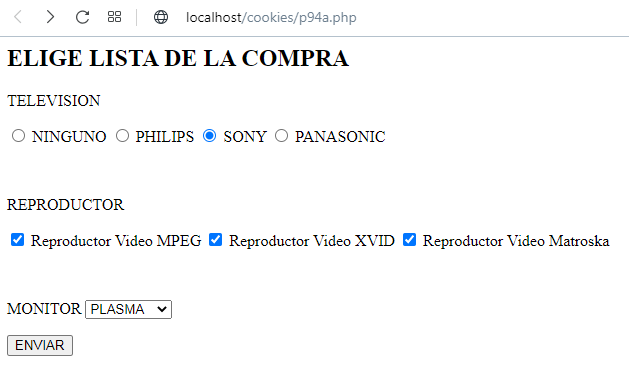 localhost/cookies/p94a.php
ELIGE LISTA DE LA COMPRA
TELEVISION
NINGUNO PHILIPS SONY PANASONIC
REPRODUCTOR
Reproductor Video MPEG Reproductor Video XVID Reproductor Video Matroska
MONITOR PLASMA
ENVIAR